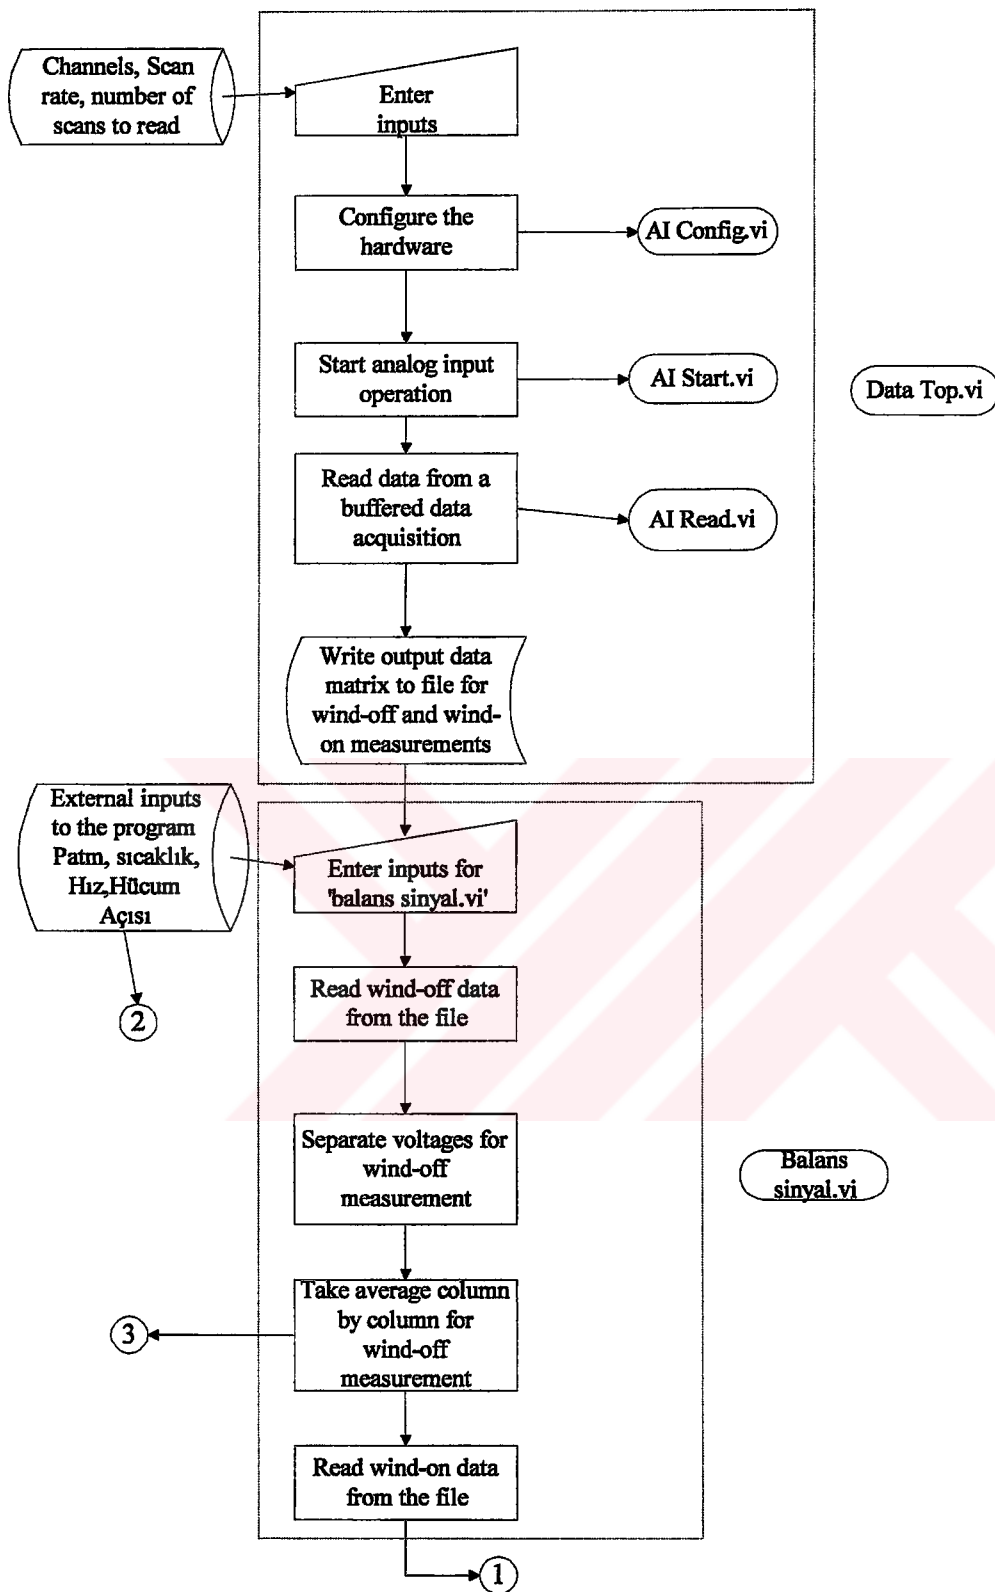 Channels, Scan
rate, number of
scans to read
Enter
inputs
Configure the
hardware
AI Config.vi
Start analog input
operation
AI Start.vi
Data Top.vi
Read data from a
buffered data
acquisition
AI Read.vi
Write output data
matrix to file for
wind-off and wind-
on measurements
External inputs
to the program
Patm, sıcaklık,
Hız,Hücum
Açısı
Enter inputs for
'balans sinyal.vi'
2
Read wind-off data
from the file
Separate voltages for
wind-off
measurement
Balans
sinyal.vi
Take average column
by column for
wind-off
measurement
3
Read wind-on data
from the file
1